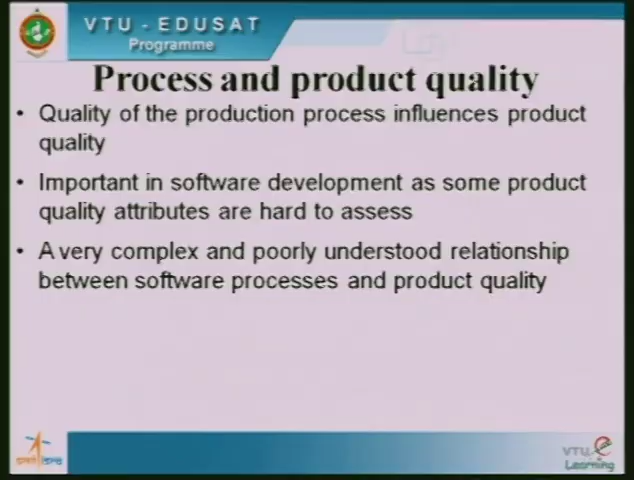 VTU - EDUSAT
Programme
Process and product quality
• Quality of the production process influences product
quality
• Important in software development as some product
quality attributes are hard to assess
• A very complex and poorly understood relationship
between software processes and product quality
VTU
Learning